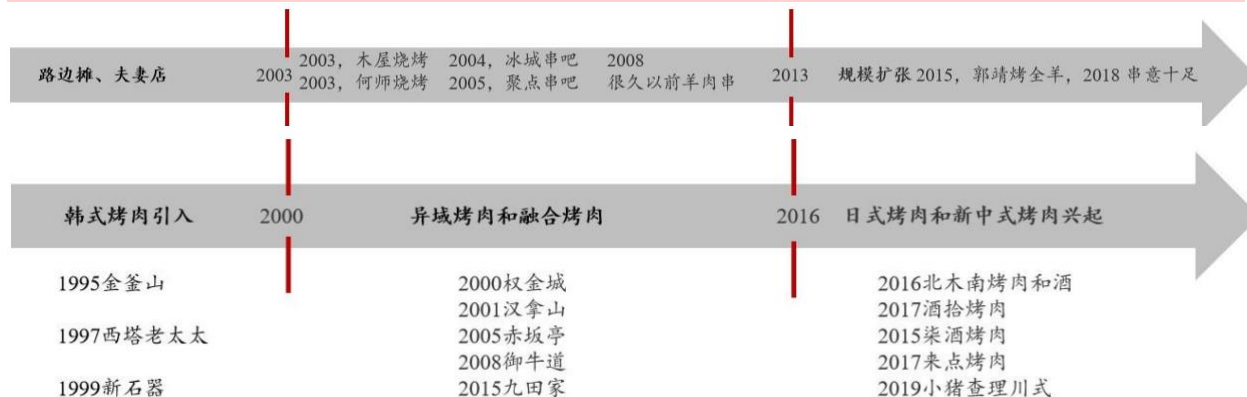 路边摊、夫妻店
2003
2003，木屋烧烤 2004，冰城串吧 2008
2003，何师烧烤 2005，聚点串吧 很久以前羊肉串
2013
规模扩张 2015，郭靖烤全羊，2018 串意十足
韩式烤肉引入
2000
异域烤肉和融合烤肉
2016
日式烤肉和新中式烤肉兴起
1995金釜山
1997西塔老太太
1999新石器
2000权金城
2001汉拿山
2005赤坂亭
2008御牛道
2015九田家
2016北木南烤肉和酒
2017酒拾烤肉
2015柒酒烤肉
2017来点烤肉
2019小猪查理川式